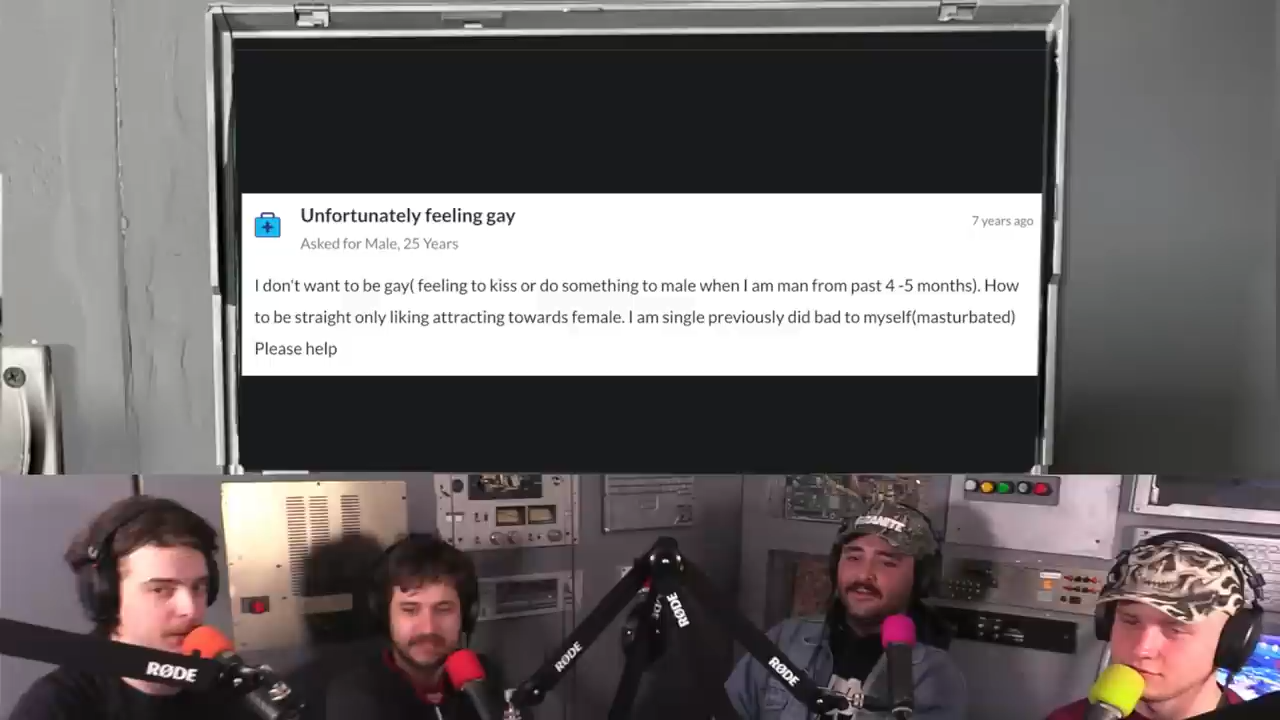 Unfortunately feeling gay
7 years ago
Asked for Male, 25 Years
I don't want to be gay( feeling to kiss or do something to male when I am man from past 4 -5 months). How
to be straight only liking attracting towards female. I am single previously did bad to myself(masturbated)
Please help
RØDE
RØDE
RØDE
RØDE